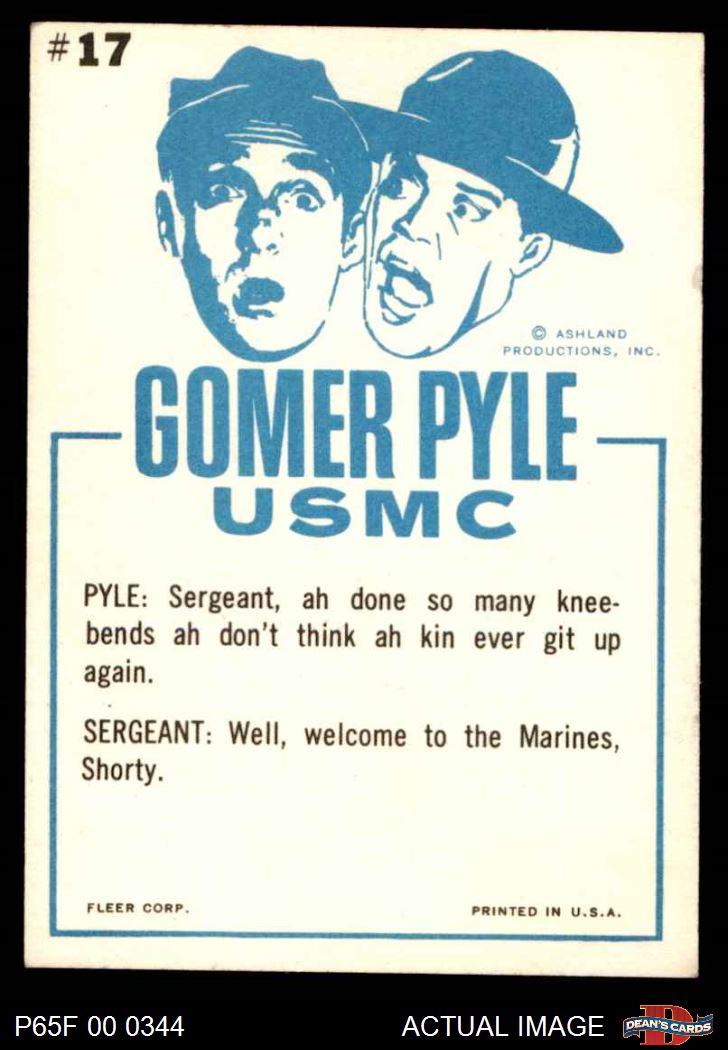 #17
© ASHLAND
PRODUCTIONS, INC.
GOMER PYLE
USMC
PYLE: Sergeant, ah done so many knee-
bends ah don't think ah kin ever git up
again.
SERGEANT: Well, welcome to the Marines,
Shorty.
FLEER CORP.
PRINTED IN U.S.A.
P65F 00 0344
ACTUAL IMAGE
D
DEAN'S CARDS